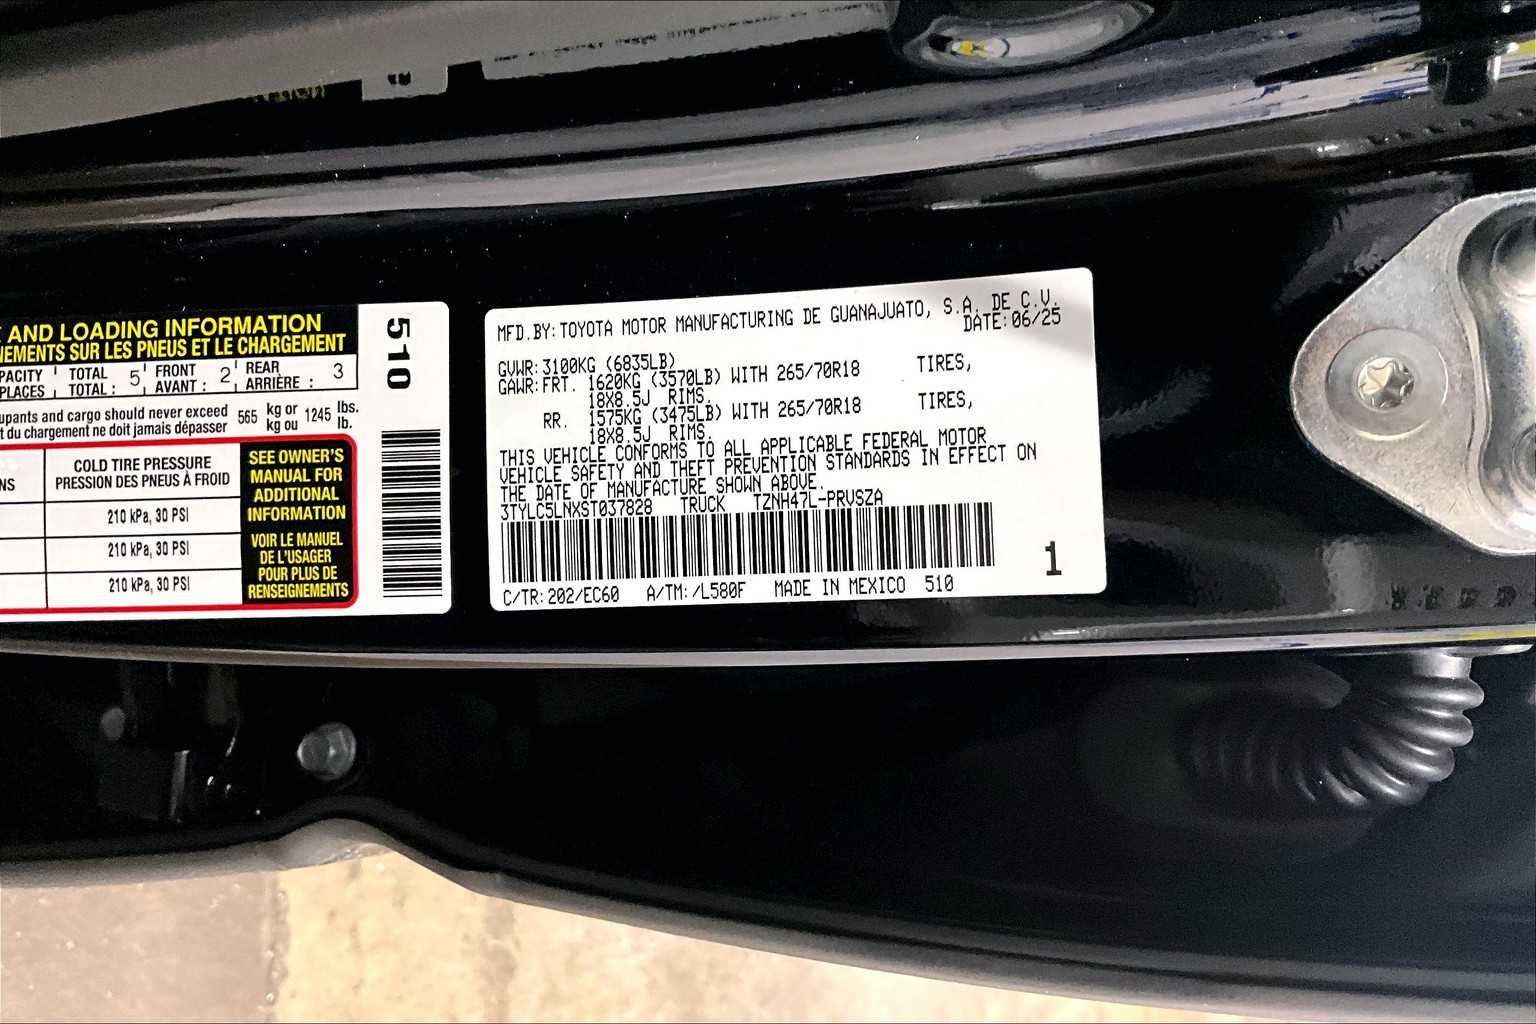 AND LOADING INFORMATION
NEMENTS SUR LES PNEUS ET LE CHARGEMENT
PACITY TOTAL FRONT REAR
PLACES TOTAL : 5 AVANT : 2 ARRIÈRE : 3
upants and cargo should never exceed 565 kg or 1245 lbs.
t du chargement ne doit jamais dépasser kg ou lb.
NS
COLD TIRE PRESSURE
PRESSION DES PNEUS À FROID
210 kPa, 30 PSI
210 kPa, 30 PSI
210 kPa, 30 PSI
SEE OWNER'S
MANUAL FOR
ADDITIONAL
INFORMATION
VOIR LE MANUEL
DE L'USAGER
POUR PLUS DE
RENSEIGNEMENTS
510
MFD.BY:TOYOTA MOTOR MANUFACTURING DE GUANAJUATO, S.A. DE C.V.
DATE:06/25
GVWR:3100KG (6835LB)
GAWR:FRT. 1620KG (3570LB) WITH 265/70R18 TIRES,
18X8.5J RIMS.
RR. 1575KG (3475LB) WITH 265/70R18 TIRES,
18X8.5J RIMS.
THIS VEHICLE CONFORMS TO ALL APPLICABLE FEDERAL MOTOR
VEHICLE SAFETY AND THEFT PREVENTION STANDARDS IN EFFECT ON
THE DATE OF MANUFACTURE SHOWN ABOVE.
3TYLC5LNXST037828 TRUCK TZNH47L-PRVSZA
C/TR:202/EC60 A/TM:/L580F MADE IN MEXICO 510
1